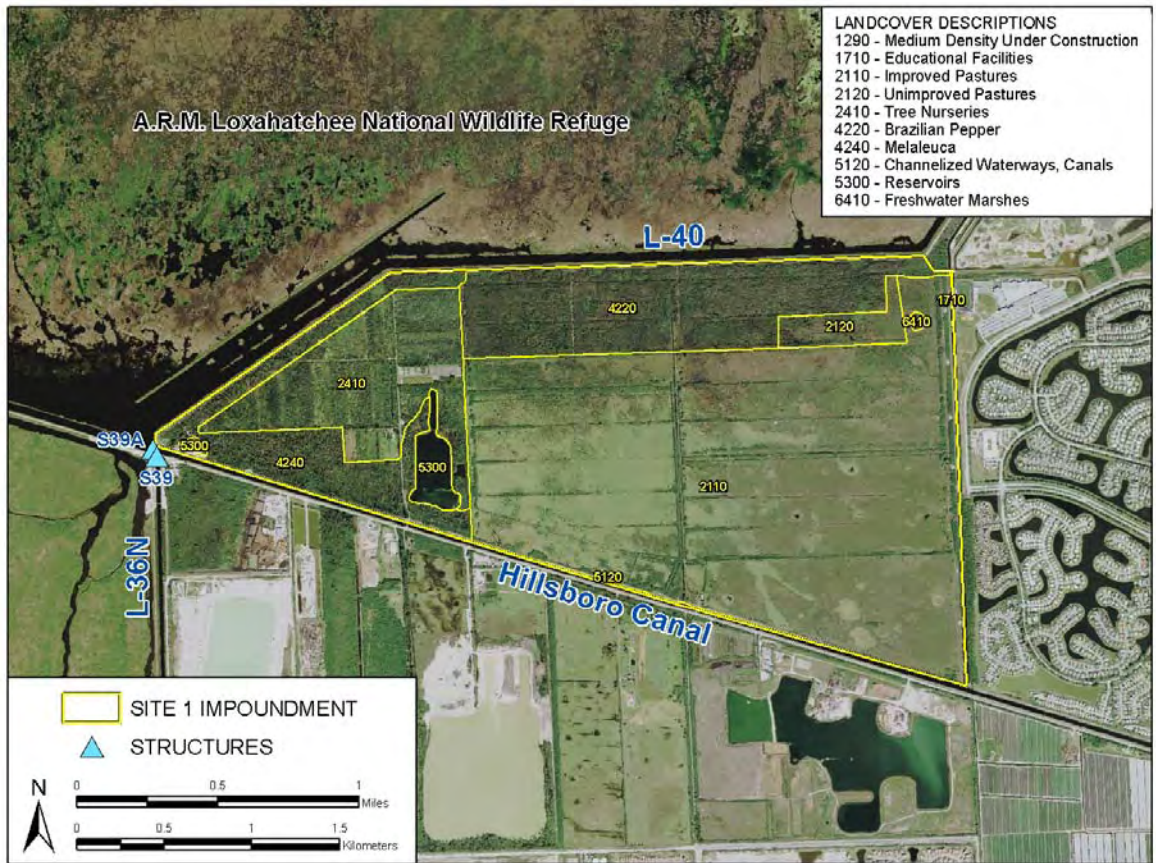 LANDCOVER DESCRIPTIONS
1290 - Medium Density Under Construction
1710 - Educational Facilities
2110 - Improved Pastures
2120 - Unimproved Pastures
2410 - Tree Nurseries
4220 - Brazilian Pepper
4240 - Melaleuca
5120 - Channelized Waterways, Canals
5300 - Reservoirs
6410 - Freshwater Marshes
A.R.M. Loxahatchee National Wildlife Refuge
L-40
4220
1710
2120
6410
2410
S39A
5300
4240
5300
S39
2110
L-36N
5120
Hillsboro Canal
SITE 1 IMPOUNDMENT
STRUCTURES
N
0 0.5 1
Miles
0 0.5 1 1.5
Kilometers